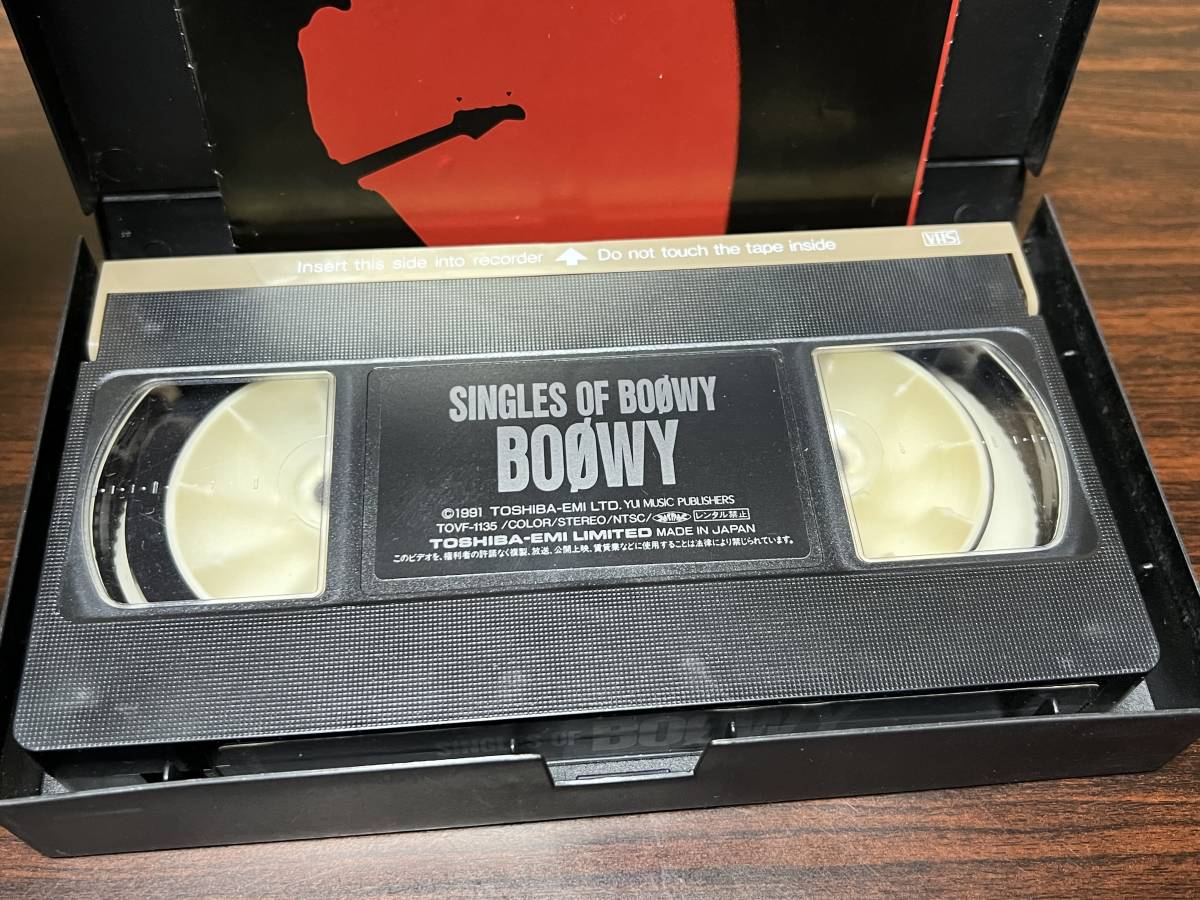 Insert this side into recorder Do not touch the tape inside VHS
SINGLES OF BOØWY
BOØWY
©1991 TOSHIBA-EMI LTD. YUI MUSIC PUBLISHERS
TOVF-1135 /COLOR/STEREO/NTSC/ レンタル禁止
TOSHIBA-EMI LIMITED MADE IN JAPAN
このビデオを、権利者の許諾なく複製、放送、公開上映、賃貸業などに使用することは法律により禁じられています。
SINGLES OF BOØWY